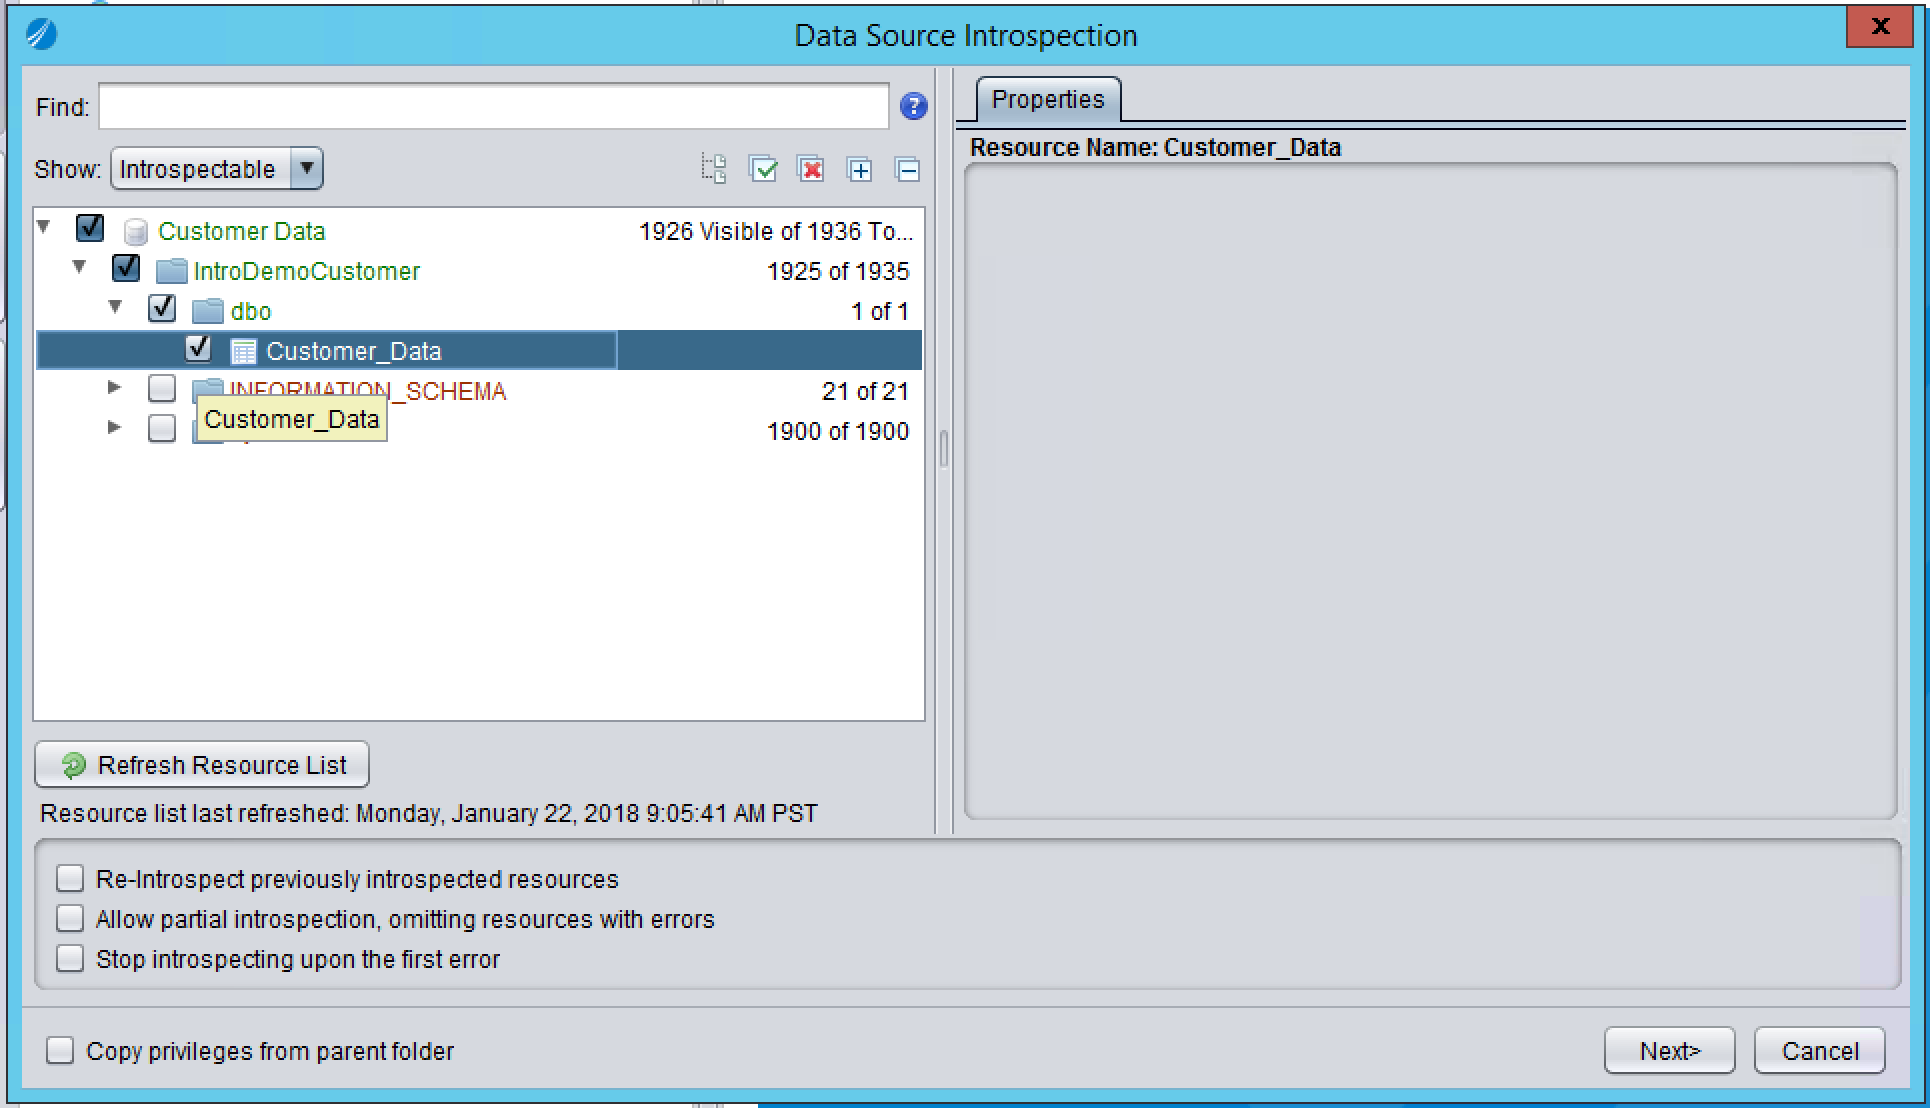 Data Source Introspection
X
Find:
?
Properties
Resource Name: Customer_Data
Show: Introspectable
Customer Data 1926 Visible of 1936 To...
IntroDemoCustomer 1925 of 1935
dbo 1 of 1
Customer_Data
INFORMATION_SCHEMA 21 of 21
Customer_Data
1900 of 1900
Refresh Resource List
Resource list last refreshed: Monday, January 22, 2018 9:05:41 AM PST
Re-Introspect previously introspected resources
Allow partial introspection, omitting resources with errors
Stop introspecting upon the first error
Copy privileges from parent folder
Next>
Cancel